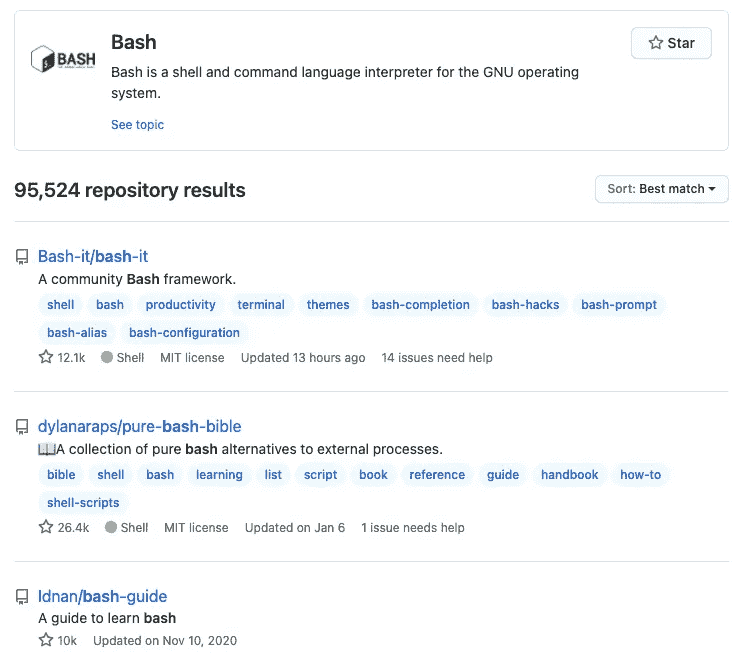 BASH
Bash
Star
Bash is a shell and command language interpreter for the GNU operating
system.
See topic
95,524 repository results
Sort: Best match
Bash-it/bash-it
A community Bash framework.
shell bash productivity terminal themes bash-completion bash-hacks bash-prompt
bash-alias bash-configuration
12.1k Shell MIT license Updated 13 hours ago 14 issues need help
dylanaraps/pure-bash-bible
📖A collection of pure bash alternatives to external processes.
bible shell bash learning list script book reference guide handbook how-to
shell-scripts
26.4k Shell MIT license Updated on Jan 6 1 issue needs help
Idnan/bash-guide
A guide to learn bash
10k Updated on Nov 10, 2020